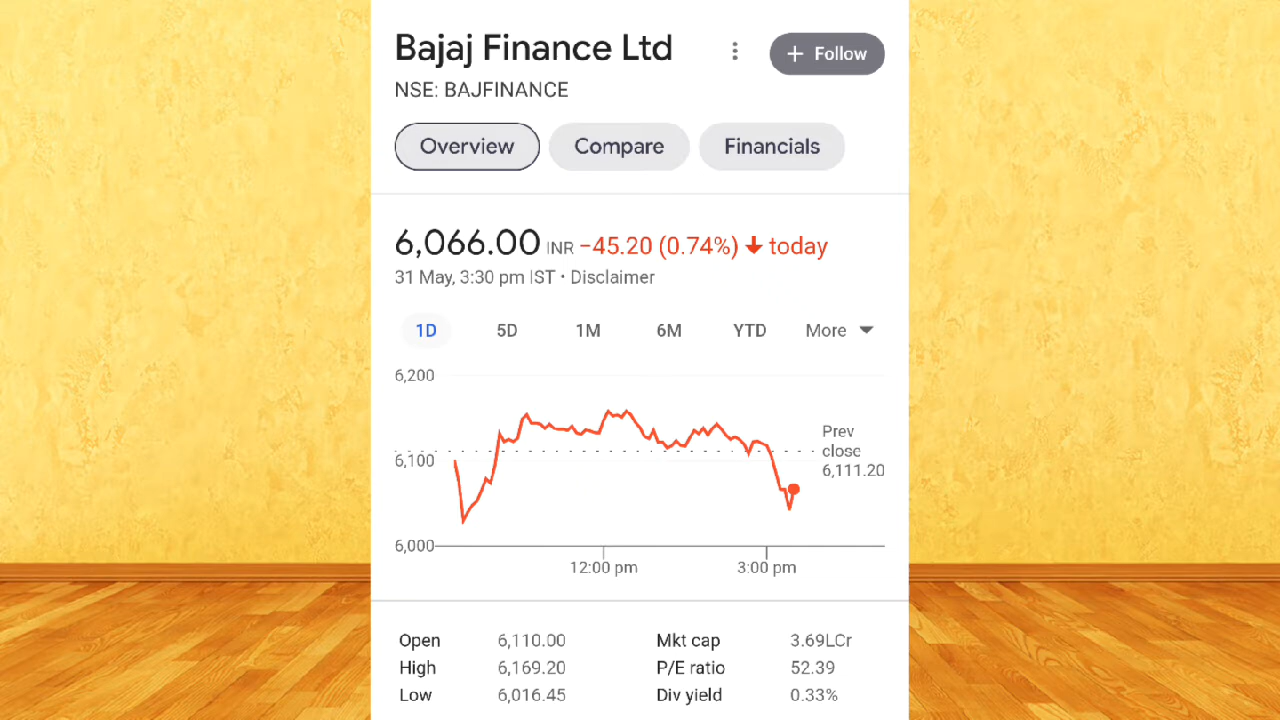 Bajaj Finance Ltd
+ Follow
NSE: BAJFINANCE
Overview Compare Financials
6,066.00 INR −45.20 (0.74%) ↓ today
31 May, 3:30 pm IST • Disclaimer
1D 5D 1M 6M YTD More
6,200
6,100
6,000
Prev
close
6,111.20
12:00 pm 3:00 pm
Open 6,110.00 Mkt cap 3.69LCr
High 6,169.20 P/E ratio 52.39
Low 6,016.45 Div yield 0.33%